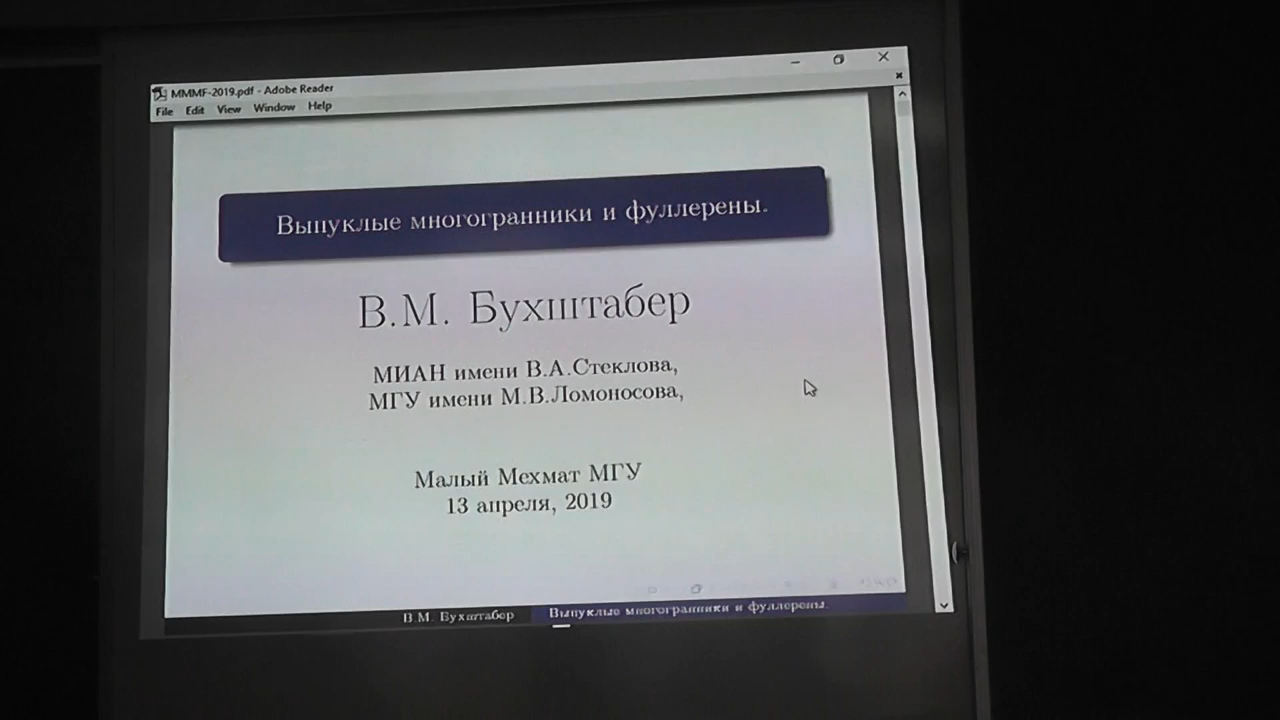 MMMF-2019.pdf - Adobe Reader
File Edit View Window Help
Выпуклые многогранники и фуллерены.
В.М. Бухштабер
МИАН имени В.А.Стеклова,
МГУ имени М.В.Ломоносова,
Малый Мехмат МГУ
13 апреля, 2019
В.М. Бухштабер Выпуклые многогранники и фуллерены.